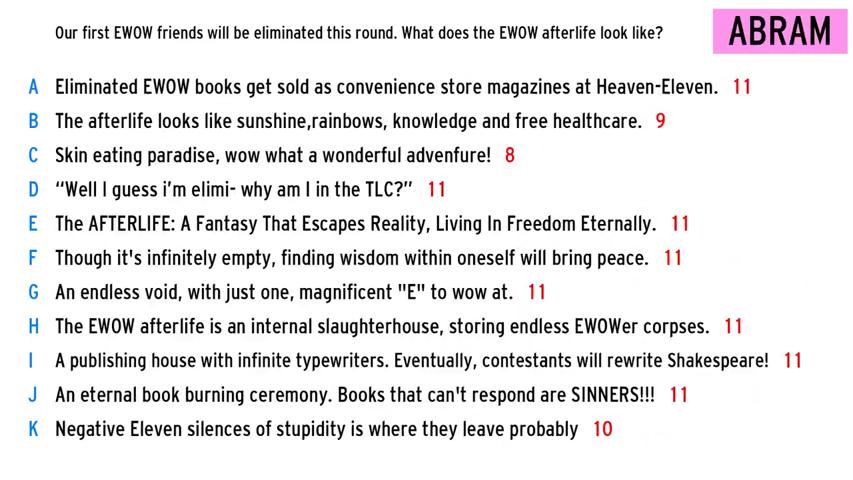 Our first EWOW friends will be eliminated this round. What does the EWOW afterlife look like?
ABRAM
A Eliminated EWOW books get sold as convenience store magazines at Heaven-Eleven. 11
B The afterlife looks like sunshine,rainbows, knowledge and free healthcare. 9
C Skin eating paradise, wow what a wonderful advenfure! 8
D “Well I guess i’m elimi- why am I in the TLC?” 11
E The AFTERLIFE: A Fantasy That Escapes Reality, Living In Freedom Eternally. 11
F Though it's infinitely empty, finding wisdom within oneself will bring peace. 11
G An endless void, with just one, magnificent "E" to wow at. 11
H The EWOW afterlife is an internal slaughterhouse, storing endless EWOWer corpses. 11
I A publishing house with infinite typewriters. Eventually, contestants will rewrite Shakespeare! 11
J An eternal book burning ceremony. Books that can't respond are SINNERS!!! 11
K Negative Eleven silences of stupidity is where they leave probably 10